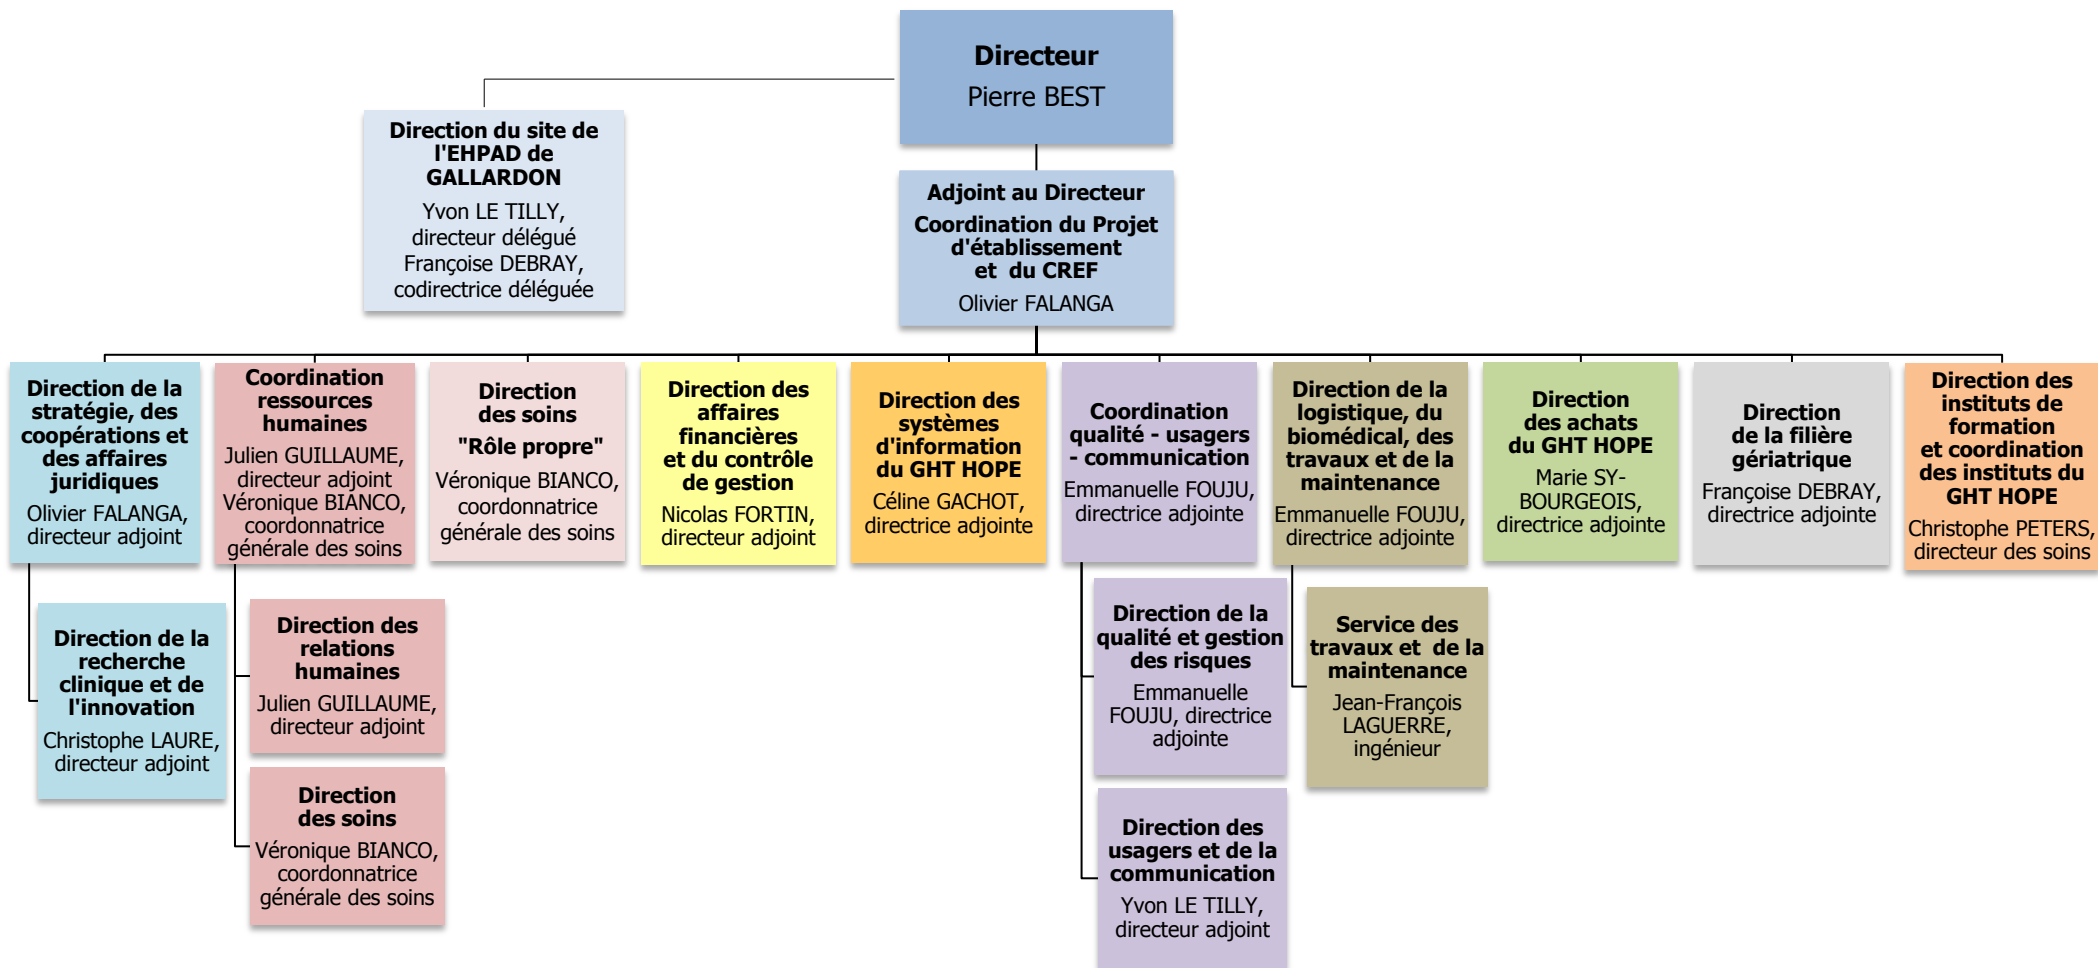 Directeur
Pierre BEST
Direction du site de
l'EHPAD de
GALLARDON
Yvon LE TILLY,
directeur délégué
Françoise DEBRAY,
codirectrice déléguée
Adjoint au Directeur
Coordination du Projet
d'établissement
et du CREF
Olivier FALANGA
Direction de la
stratégie, des
coopérations et
des affaires
juridiques
Olivier FALANGA,
directeur adjoint
Coordination
ressources
humaines
Julien GUILLAUME,
directeur adjoint
Véronique BIANCO,
coordonnatrice
générale des soins
Direction
des soins
"Rôle propre"
Véronique BIANCO,
coordonnatrice
générale des soins
Direction des
affaires
financières
et du contrôle
de gestion
Nicolas FORTIN,
directeur adjoint
Direction des
systèmes
d'information
du GHT HOPE
Céline GACHOT,
directrice adjointe
Coordination
qualité - usagers
- communication
Emmanuelle FOUJU,
directrice adjointe
Direction de la
logistique, du
biomédical, des
travaux et de la
maintenance
Emmanuelle FOUJU,
directrice adjointe
Direction
des achats
du GHT HOPE
Marie SY-
BOURGEOIS,
directrice adjointe
Direction
de la filière
gériatrique
Françoise DEBRAY,
directrice adjointe
Direction des
instituts de
formation
et coordination
des instituts du
GHT HOPE
Christophe PETERS,
directeur des soins
Direction de la
recherche
clinique et de
l'innovation
Christophe LAURE,
directeur adjoint
Direction des
relations
humaines
Julien GUILLAUME,
directeur adjoint
Direction
des soins
Véronique BIANCO,
coordonnatrice
générale des soins
Direction de la
qualité et gestion
des risques
Emmanuelle
FOUJU, directrice
adjointe
Direction des
usagers et de la
communication
Yvon LE TILLY,
directeur adjoint
Service des
travaux et de la
maintenance
Jean-François
LAGUERRE,
ingénieur